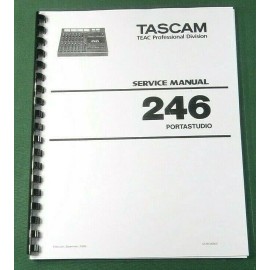 TASCAM
TEAC Professional Division
SERVICE MANUAL
246
PORTASTUDIO